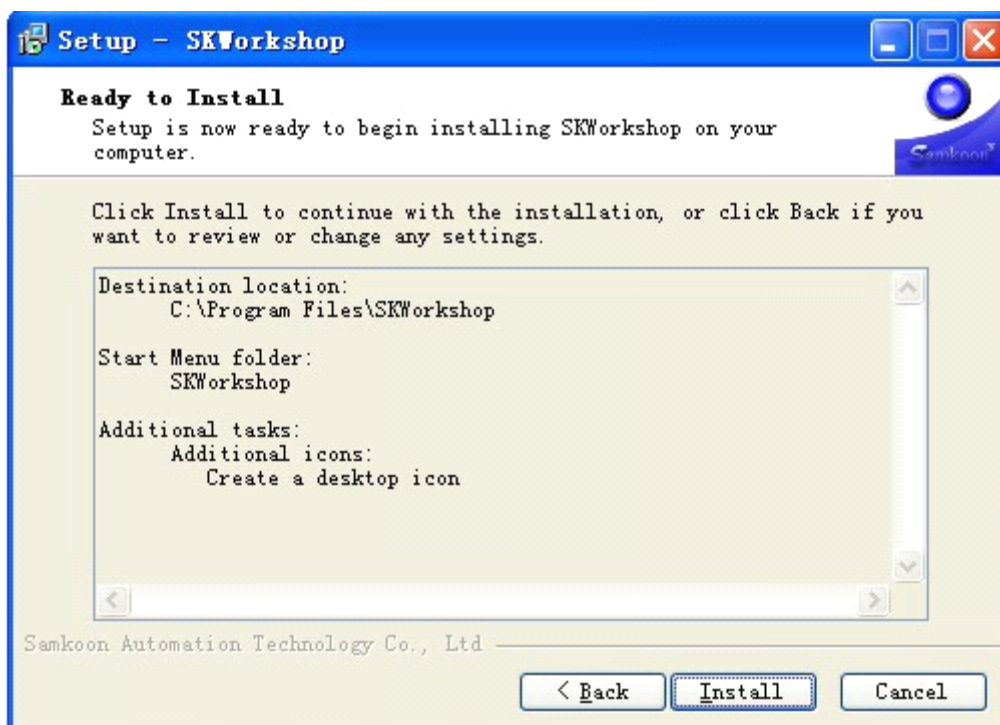 Setup - SKWorkshop
Ready to Install
Setup is now ready to begin installing SKWorkshop on your
computer.
Samkoon
Click Install to continue with the installation, or click Back if you
want to review or change any settings.
Destination location:
C:\Program Files\SKWorkshop
Start Menu folder:
SKWorkshop
Additional tasks:
Additional icons:
Create a desktop icon
Samkoon Automation Technology Co., Ltd
< Back
Install
Cancel